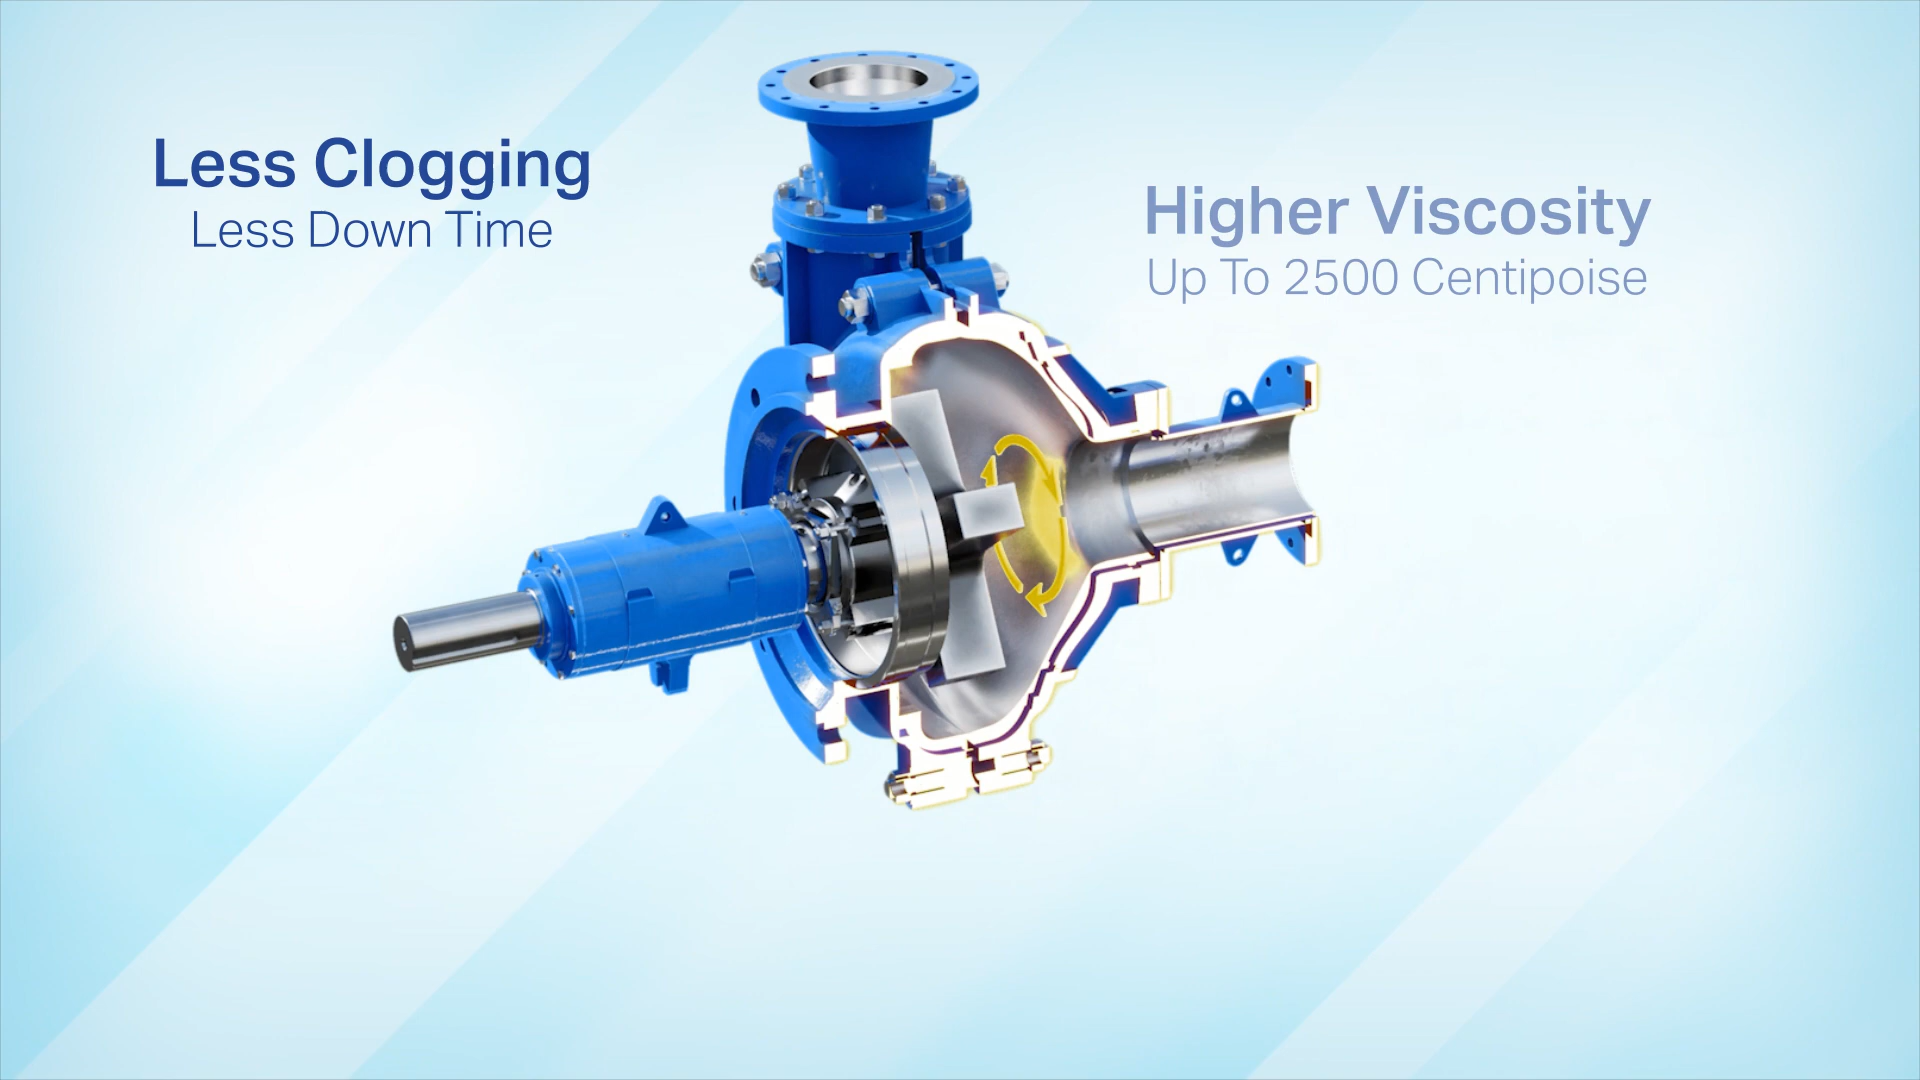 Less Clogging
Less Down Time
Higher Viscosity
Up To 2500 Centipoise